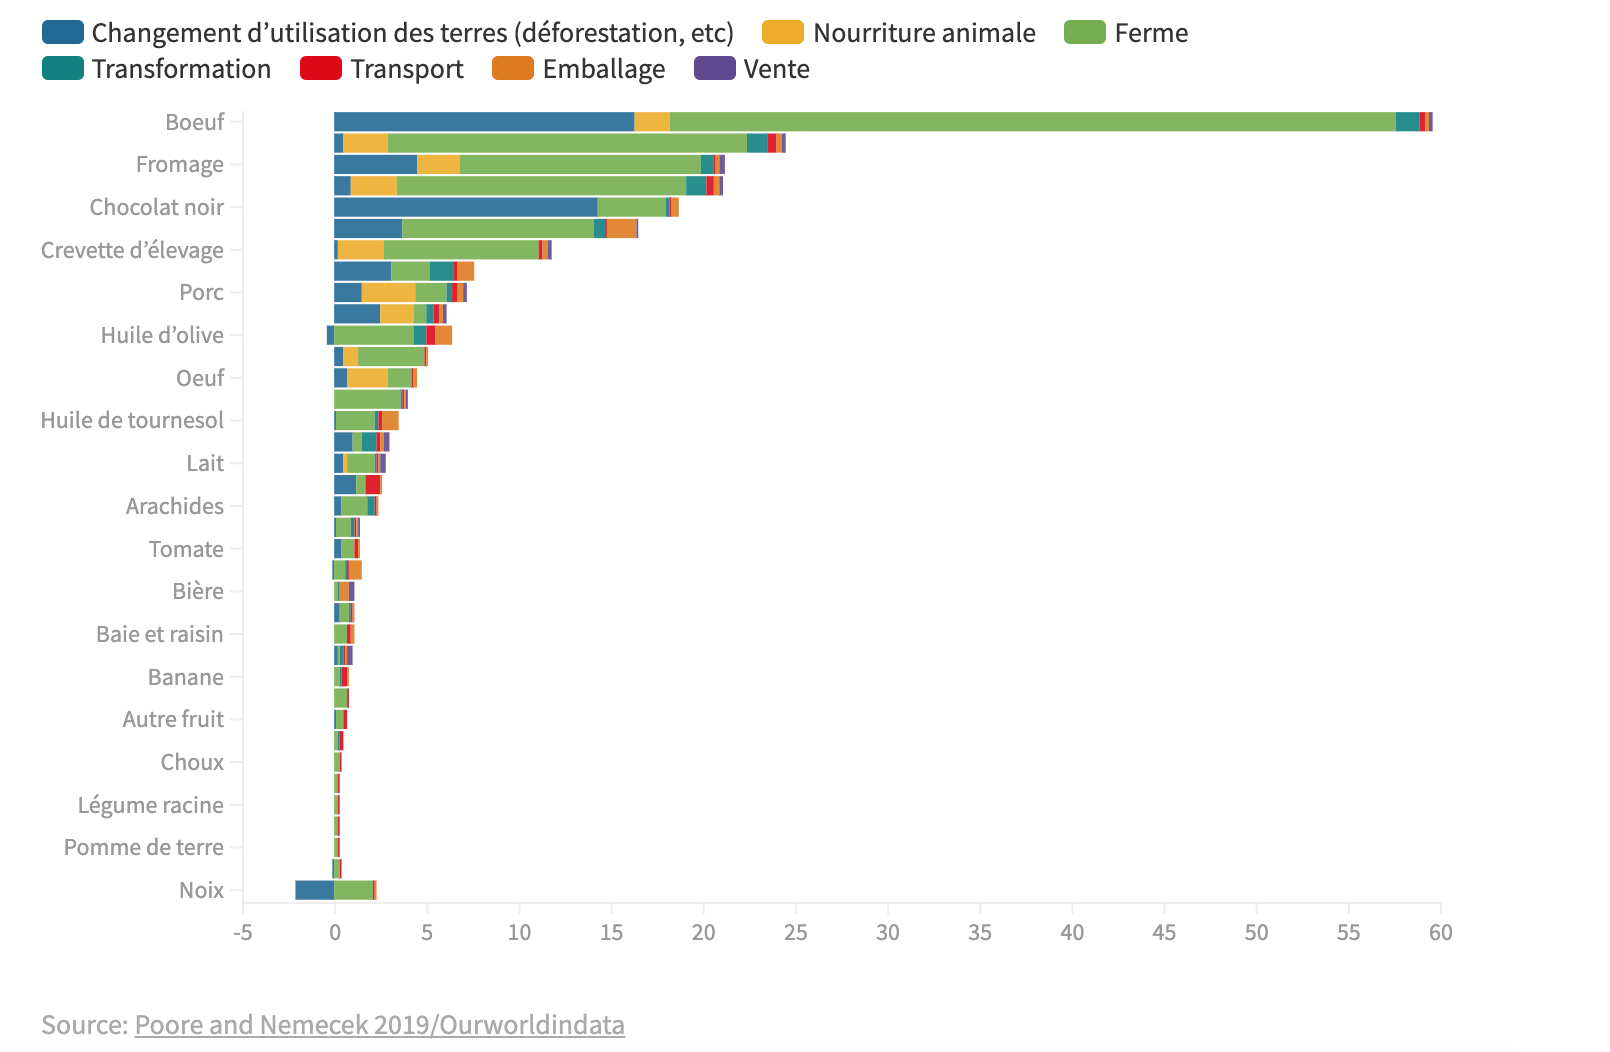 Changement d’utilisation des terres (déforestation, etc) Nourriture animale Ferme
Transformation Transport Emballage Vente
Boeuf
Fromage
Chocolat noir
Crevette d’élevage
Porc
Huile d’olive
Oeuf
Huile de tournesol
Lait
Arachides
Tomate
Bière
Baie et raisin
Banane
Autre fruit
Choux
Légume racine
Pomme de terre
Noix
-5 0 5 10 15 20 25 30 35 40 45 50 55 60
Source: Poore and Nemecek 2019/Ourworldindata